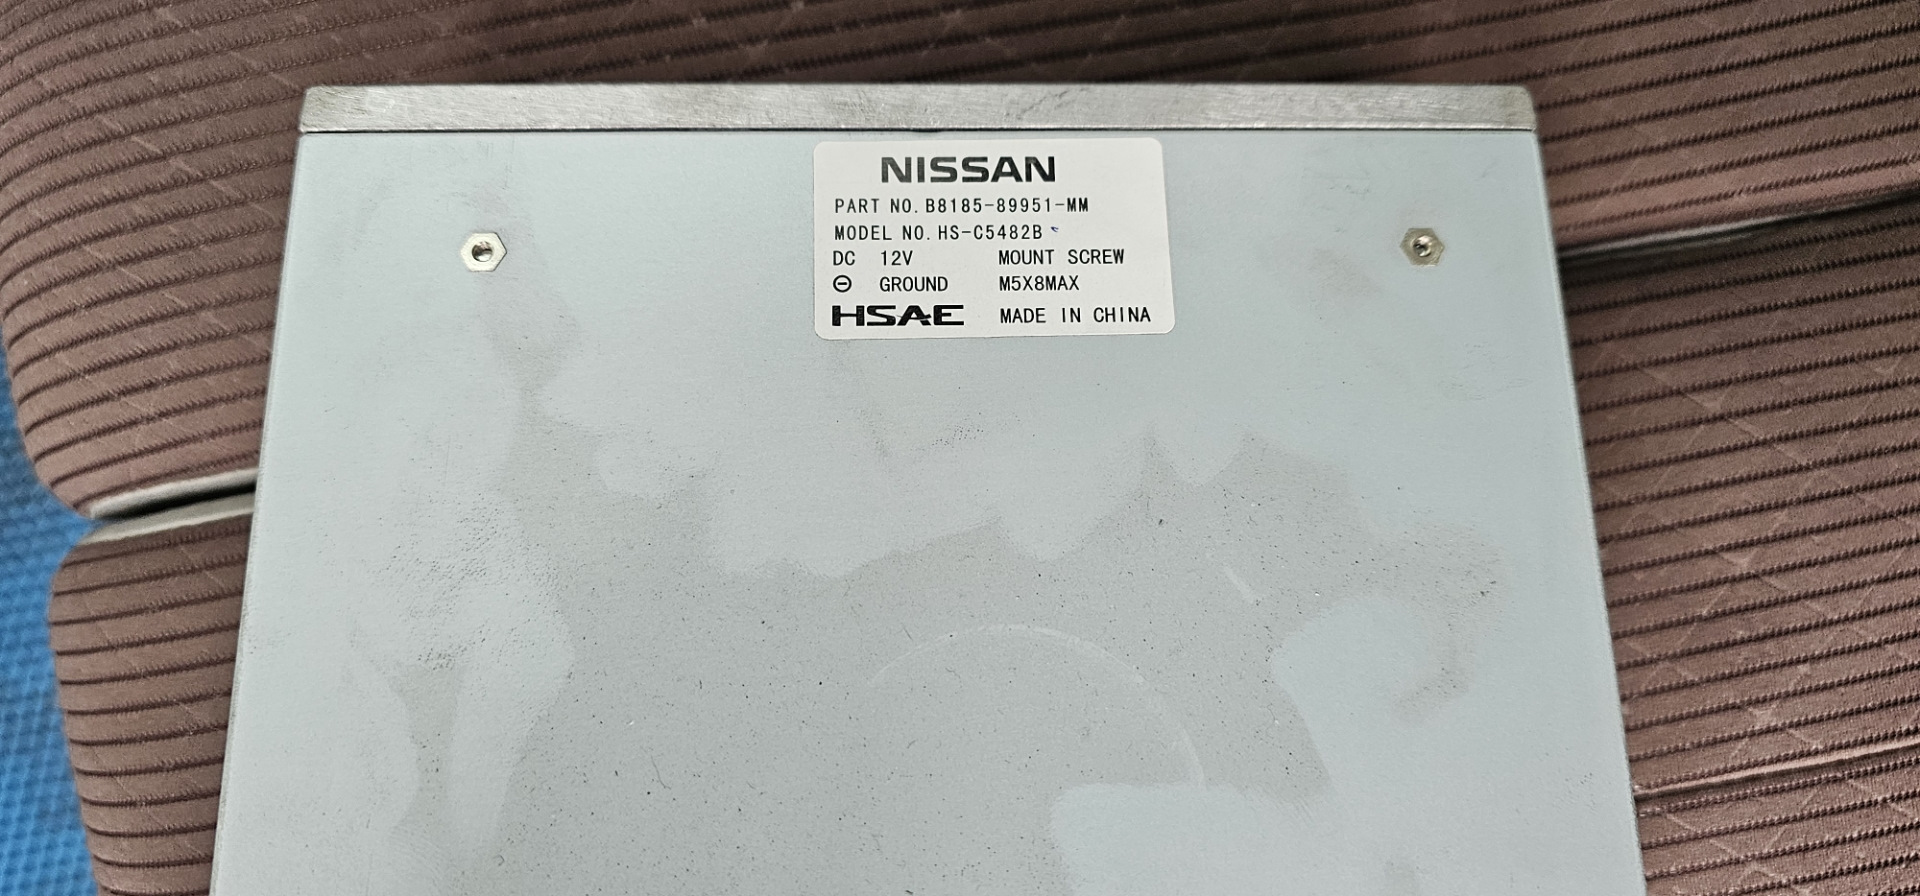 NISSAN
PART NO. B8185-89951-MM
MODEL NO. HS-C5482B
DC 12V MOUNT SCREW
⊖ GROUND M5X8MAX
HSAE MADE IN CHINA